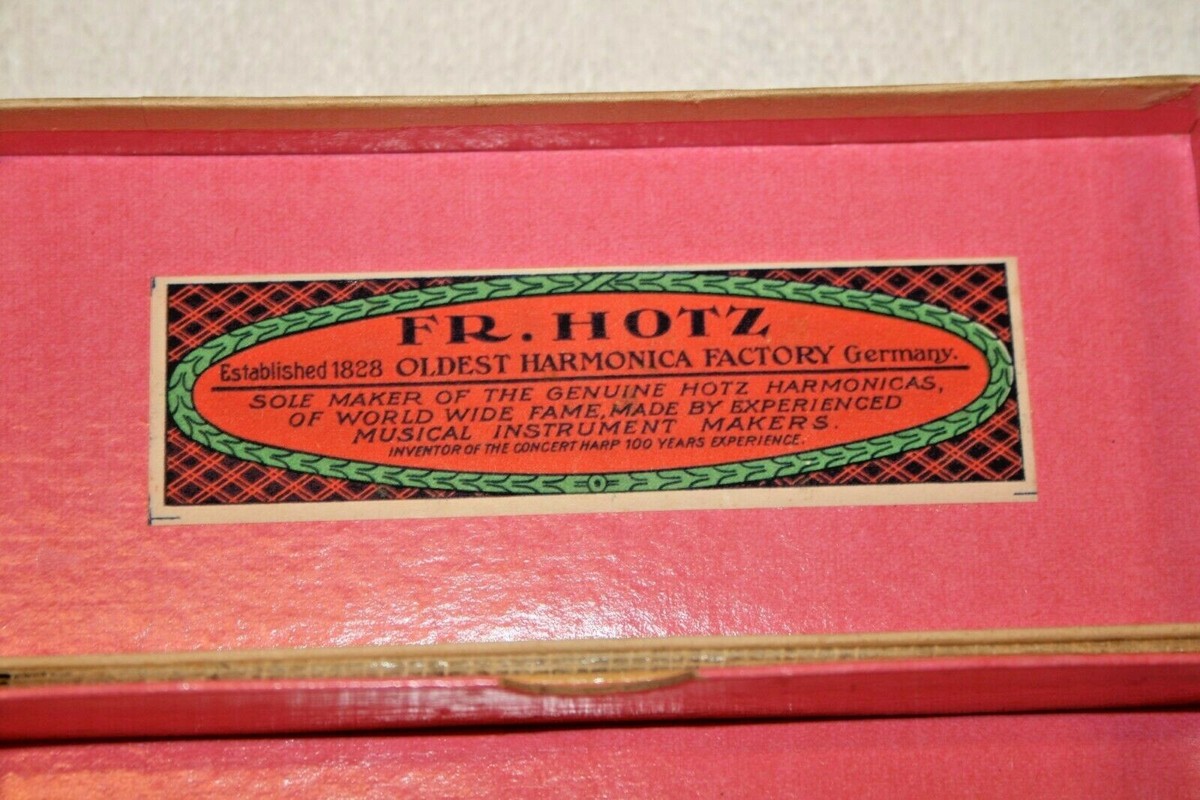 FR. HOTZ
Established 1828 OLDEST HARMONICA FACTORY Germany.
SOLE MAKER OF THE GENUINE HOTZ HARMONICAS,
OF WORLD WIDE FAME, MADE BY EXPERIENCED
MUSICAL INSTRUMENT MAKERS.
INVENTOR OF THE CONCERT HARP 100 YEARS EXPERIENCE.